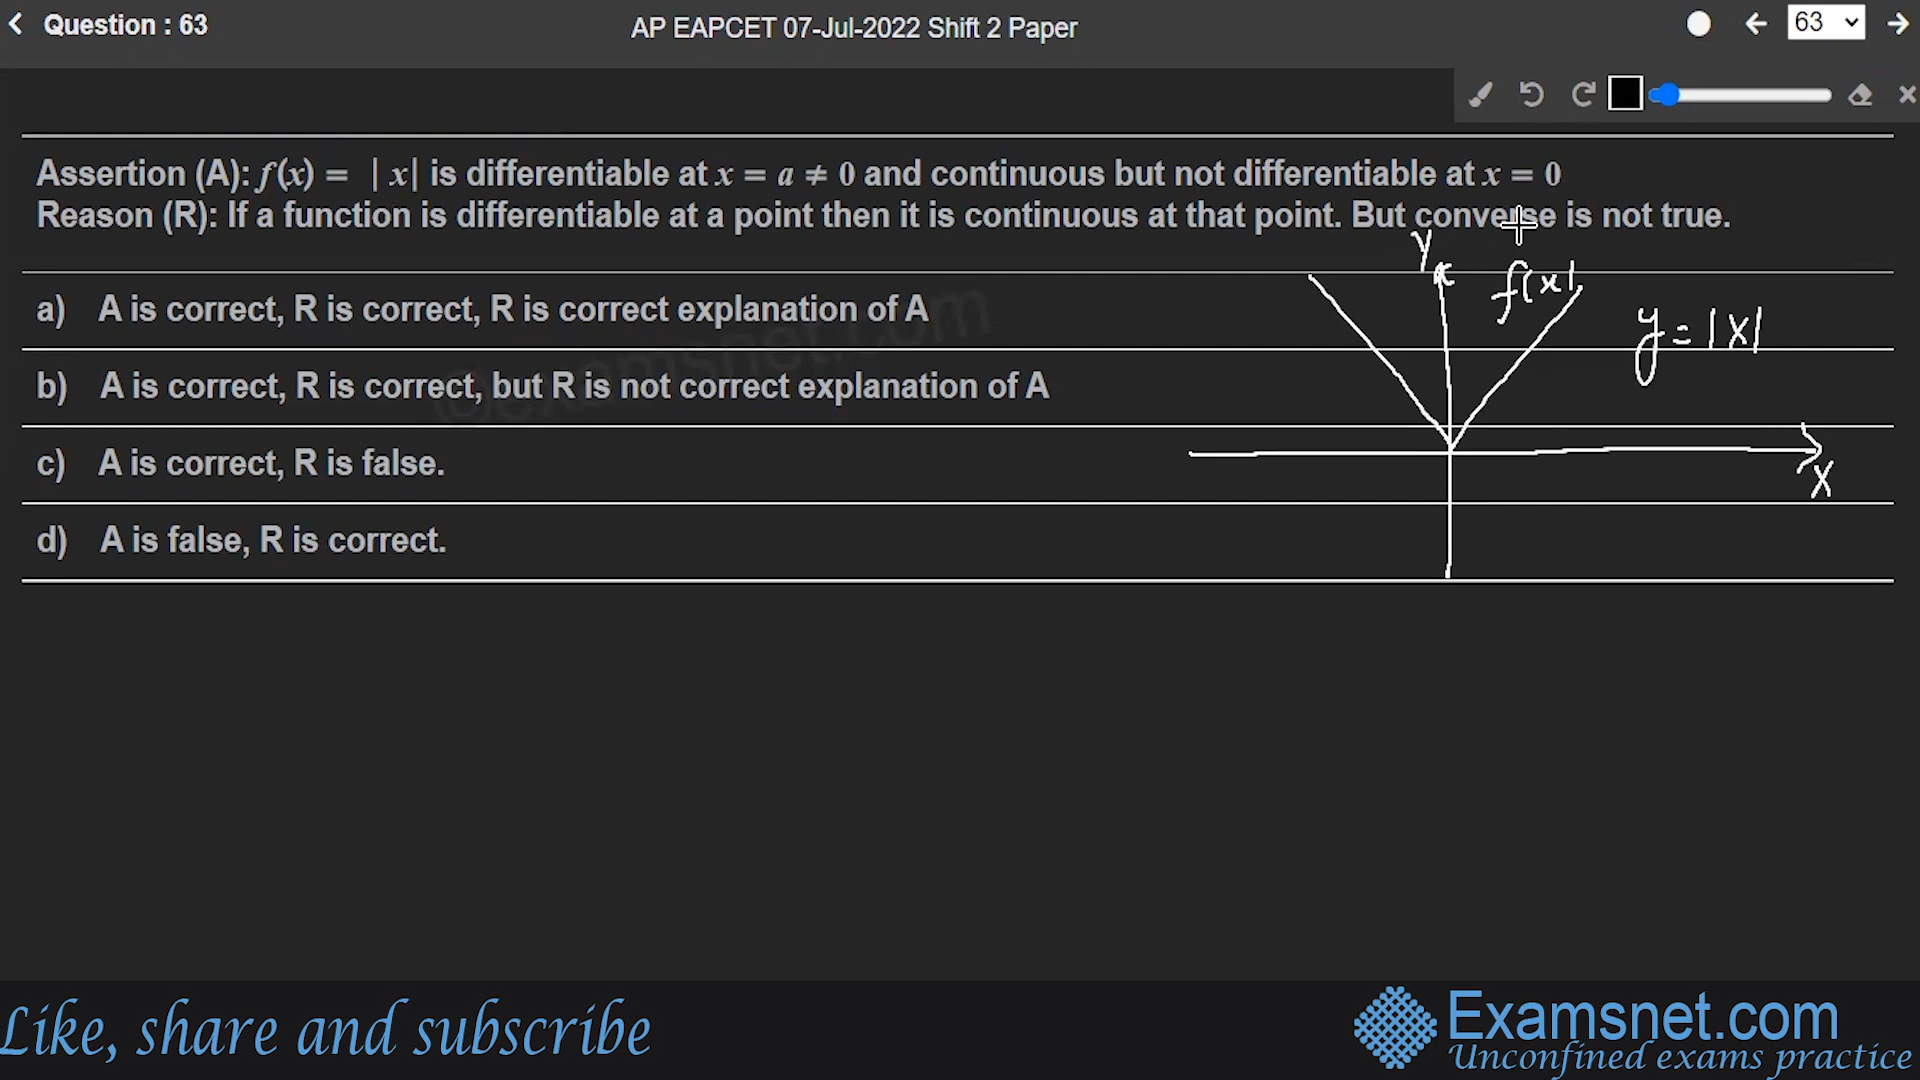 Question : 63
AP EAPCET 07-Jul-2022 Shift 2 Paper
63
Assertion (A): f(x) = |x| is differentiable at x = a ≠ 0 and continuous but not differentiable at x = 0
Reason (R): If a function is differentiable at a point then it is continuous at that point. But converse is not true.
y
f(x)
y = |x|
a) A is correct, R is correct, R is correct explanation of A
b) A is correct, R is correct, but R is not correct explanation of A
c) A is correct, R is false.
x
d) A is false, R is correct.
©examsnet.com
Like, share and subscribe
Examsnet.com
Unconfined exams practice